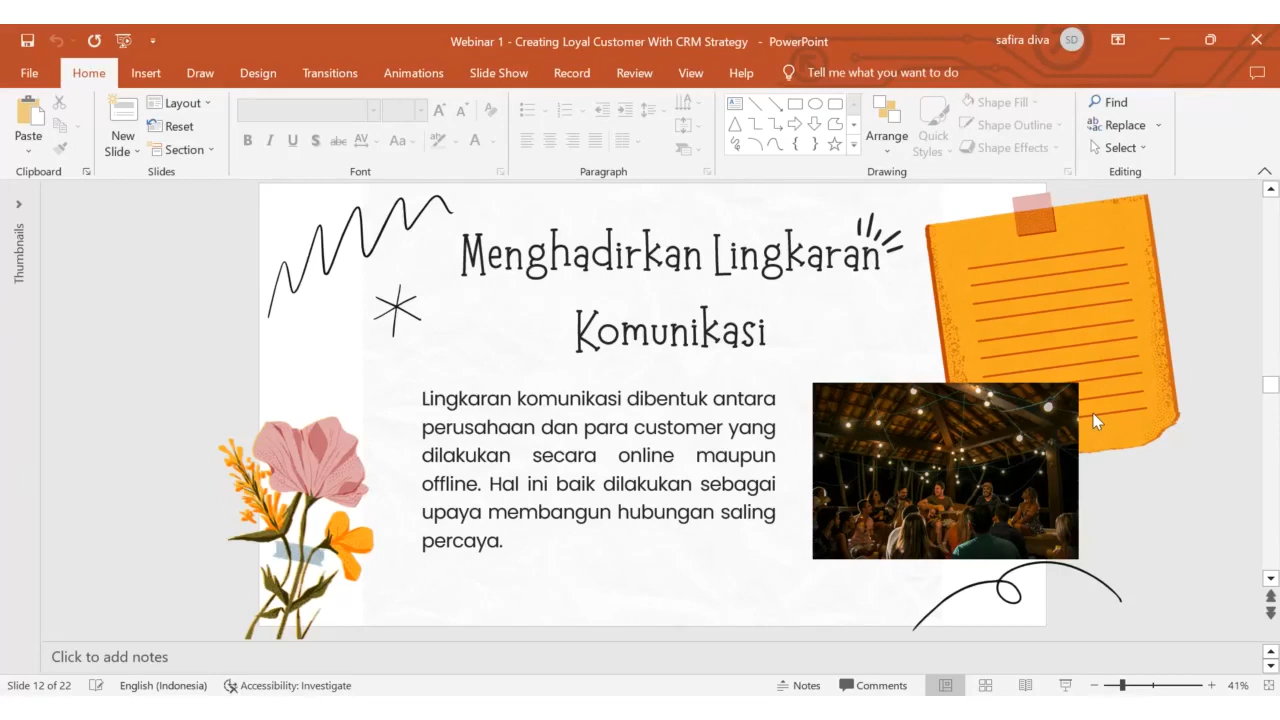 Webinar 1 - Creating Loyal Customer With CRM Strategy - PowerPoint
safira diva
SD
File
Home
Insert
Draw
Design
Transitions
Animations
Slide Show
Record
Review
View
Help
Tell me what you want to do
Paste
New Slide
Layout
Reset
Section
Shape Fill
Shape Outline
Shape Effects
Arrange
Quick Styles
Find
Replace
Select
Clipboard
Slides
Font
Paragraph
Drawing
Editing
Thumbnails
Menghadirkan Lingkaran
Komunikasi
Lingkaran komunikasi dibentuk antara
perusahaan dan para customer yang
dilakukan secara online maupun
offline. Hal ini baik dilakukan sebagai
upaya membangun hubungan saling
percaya.
Click to add notes
Slide 12 of 22
English (Indonesia)
Accessibility: Investigate
Notes
Comments
41%